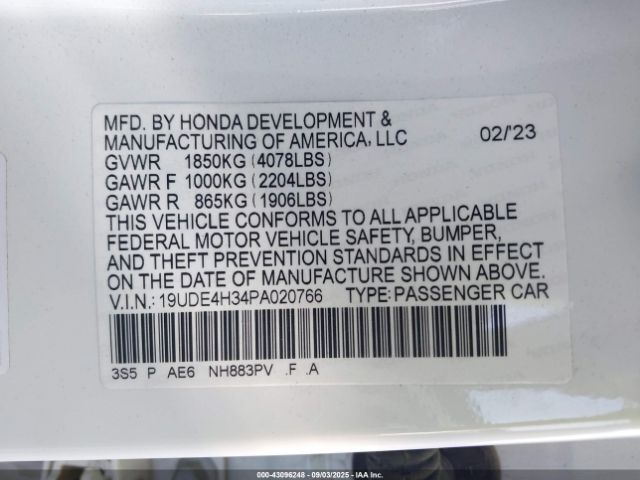 MFD. BY HONDA DEVELOPMENT &
MANUFACTURING OF AMERICA, LLC 02/'23
GVWR 1850KG (4078LBS)
GAWR F 1000KG (2204LBS)
GAWR R 865KG (1906LBS)
THIS VEHICLE CONFORMS TO ALL APPLICABLE
FEDERAL MOTOR VEHICLE SAFETY, BUMPER,
AND THEFT PREVENTION STANDARDS IN EFFECT
ON THE DATE OF MANUFACTURE SHOWN ABOVE.
V.I.N.: 19UDE4H34PA020766 TYPE: PASSENGER CAR
3S5 P AE6 NH883PV .F .A
000-43096248 - 09/03/2025 - IAA Inc.